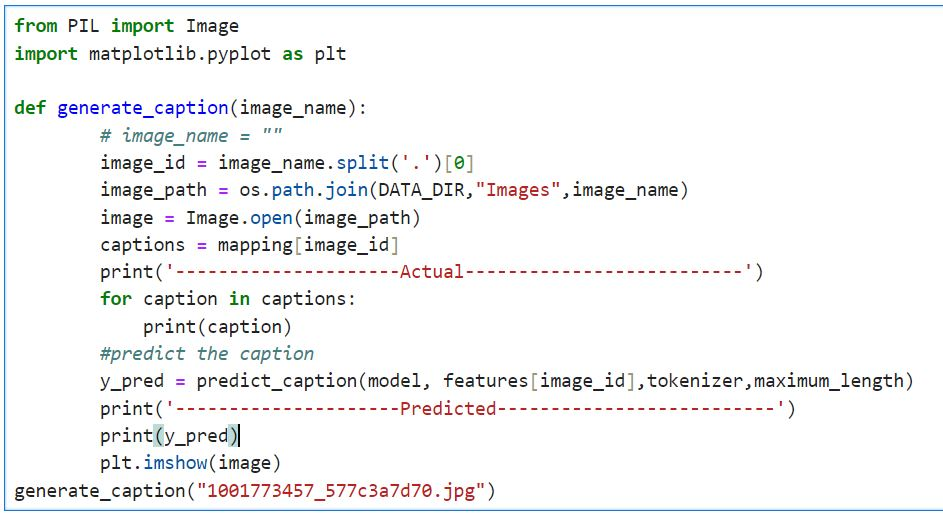 from PIL import Image
import matplotlib.pyplot as plt
def generate_caption(image_name):
# image_name = ""
image_id = image_name.split('.')[0]
image_path = os.path.join(DATA_DIR,"Images",image_name)
image = Image.open(image_path)
captions = mapping[image_id]
print('---------------------Actual--------------------------')
for caption in captions:
print(caption)
#predict the caption
y_pred = predict_caption(model, features[image_id],tokenizer,maximum_length)
print('---------------------Predicted--------------------------')
print(y_pred)
plt.imshow(image)
generate_caption("1001773457_577c3a7d70.jpg")